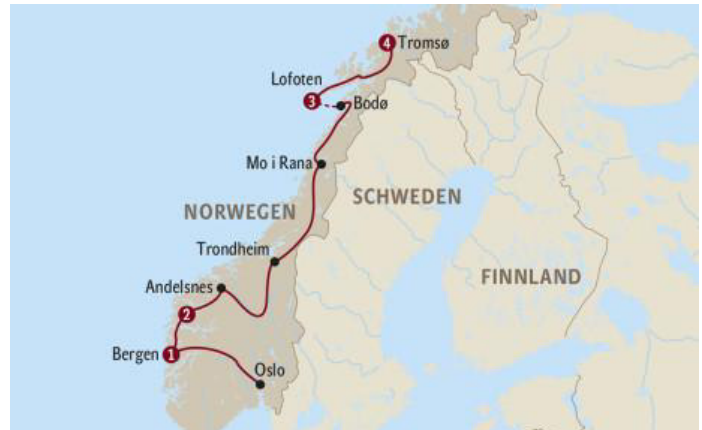 4 Tromsø
Lofoten
3
Bodø
Mo i Rana
SCHWEDEN
NORWEGEN
Trondheim
FINNLAND
Andelsnes
2
Bergen 1
Oslo